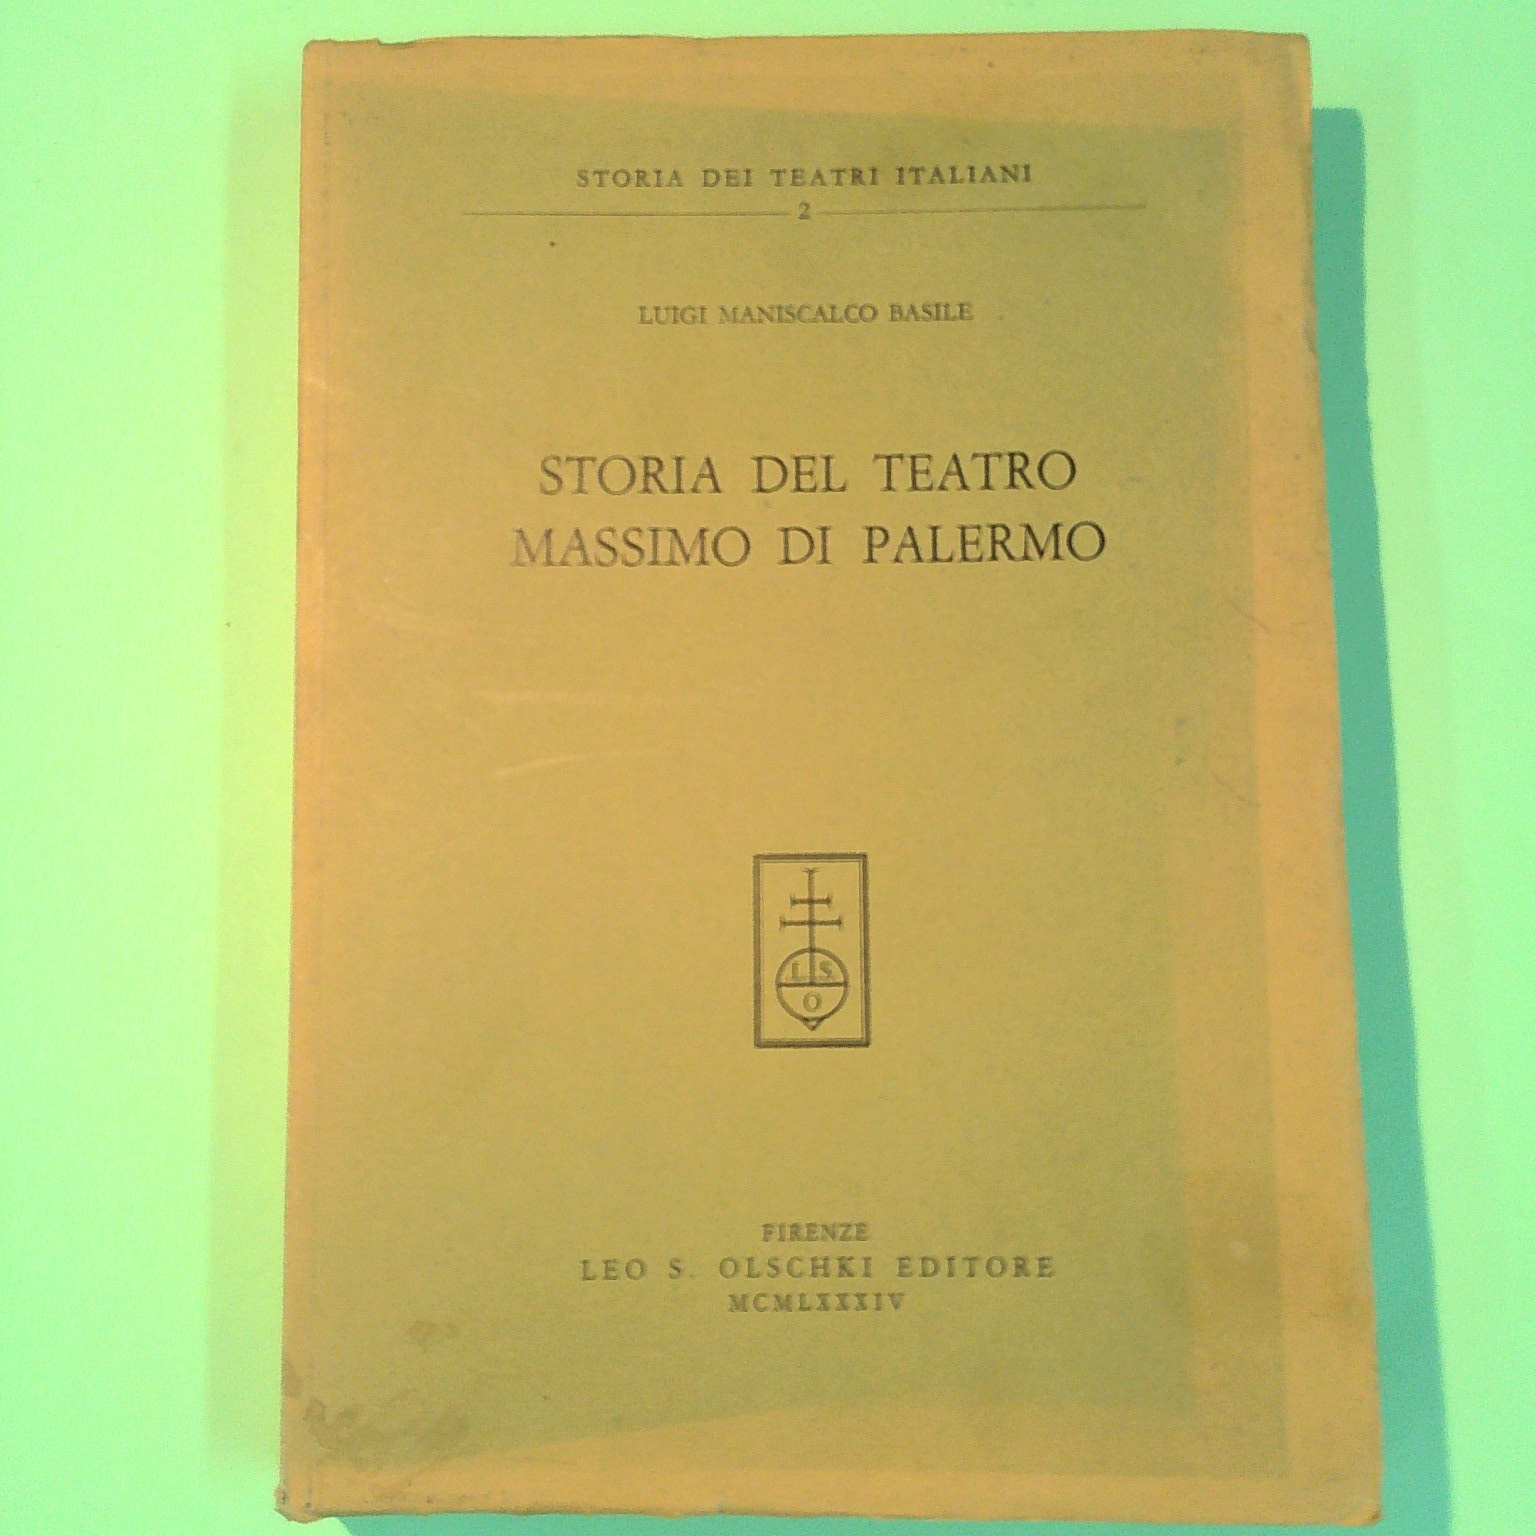 STORIA DEI TEATRI ITALIANI
2
LUIGI MANISCALCO BASILE
STORIA DEL TEATRO
MASSIMO DI PALERMO
L S
O
FIRENZE
LEO S. OLSCHKI EDITORE
MCMLXXXIV